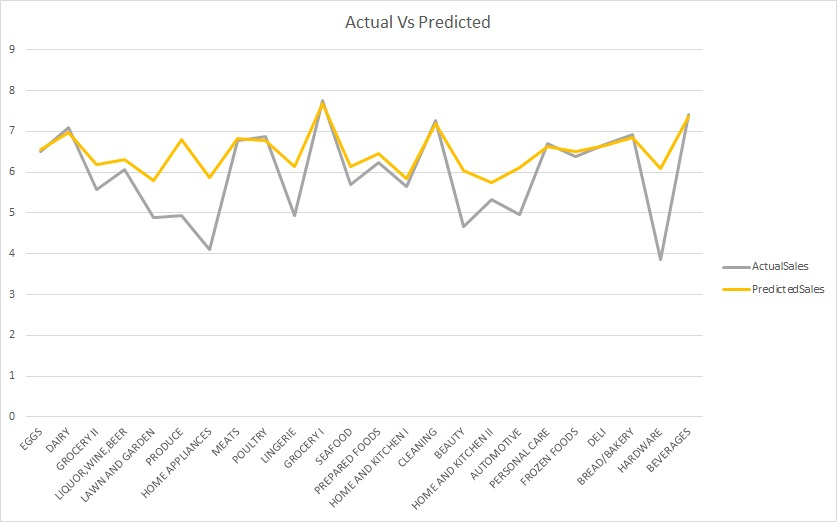 Actual Vs Predicted
9
8
7
6
5
4
3
2
1
0
EGGS
DAIRY
GROCERY II
LIQUOR,WINE,BEER
LAWN AND GARDEN
PRODUCE
HOME APPLIANCES
MEATS
POULTRY
LINGERIE
GROCERY I
SEAFOOD
PREPARED FOODS
HOME AND KITCHEN I
CLEANING
BEAUTY
HOME AND KITCHEN II
AUTOMOTIVE
PERSONAL CARE
FROZEN FOODS
DELI
BREAD/BAKERY
HARDWARE
BEVERAGES
ActualSales
PredictedSales